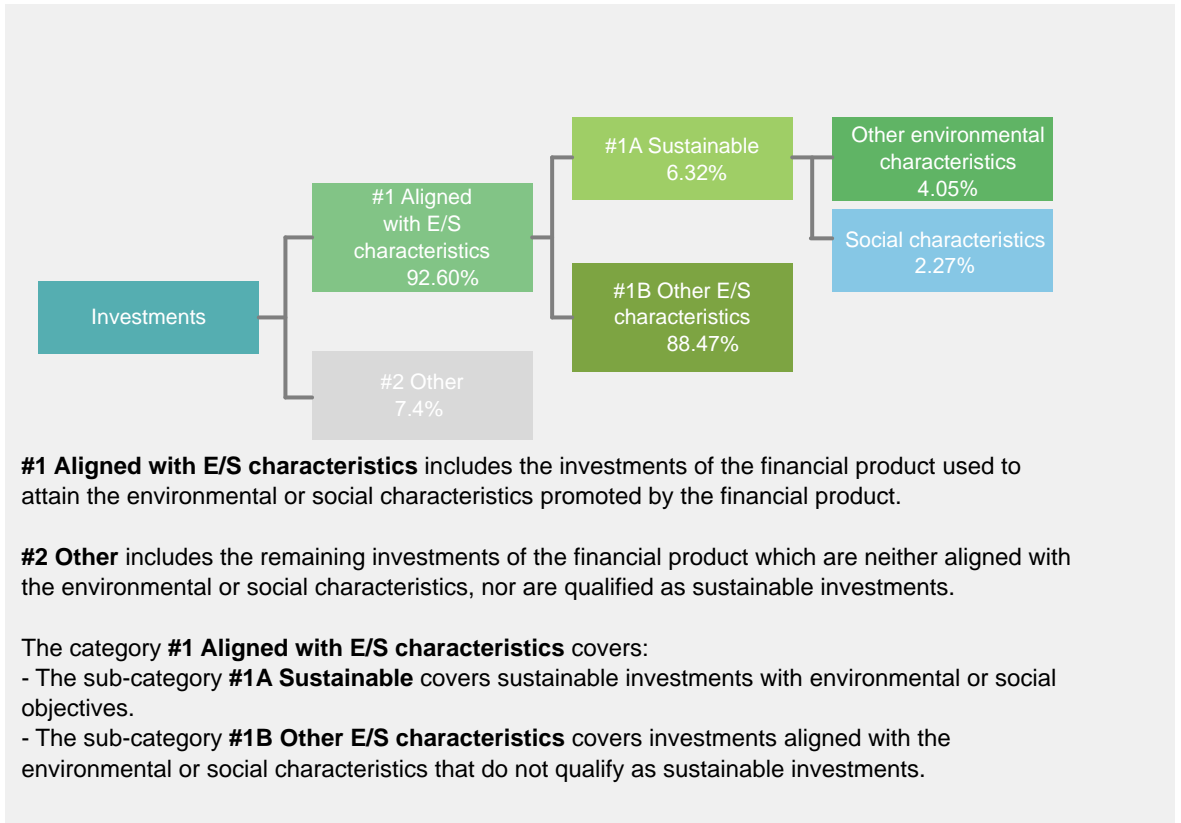 #1A Sustainable
6.32%
Other environmental
characteristics
4.05%
#1 Aligned
with E/S
characteristics
92.60%
Social characteristics
2.27%
Investments
#1B Other E/S
characteristics
88.47%
#2 Other
7.4%
#1 Aligned with E/S characteristics includes the investments of the financial product used to
attain the environmental or social characteristics promoted by the financial product.
#2 Other includes the remaining investments of the financial product which are neither aligned with
the environmental or social characteristics, nor are qualified as sustainable investments.
The category #1 Aligned with E/S characteristics covers:
- The sub-category #1A Sustainable covers sustainable investments with environmental or social
objectives.
- The sub-category #1B Other E/S characteristics covers investments aligned with the
environmental or social characteristics that do not qualify as sustainable investments.